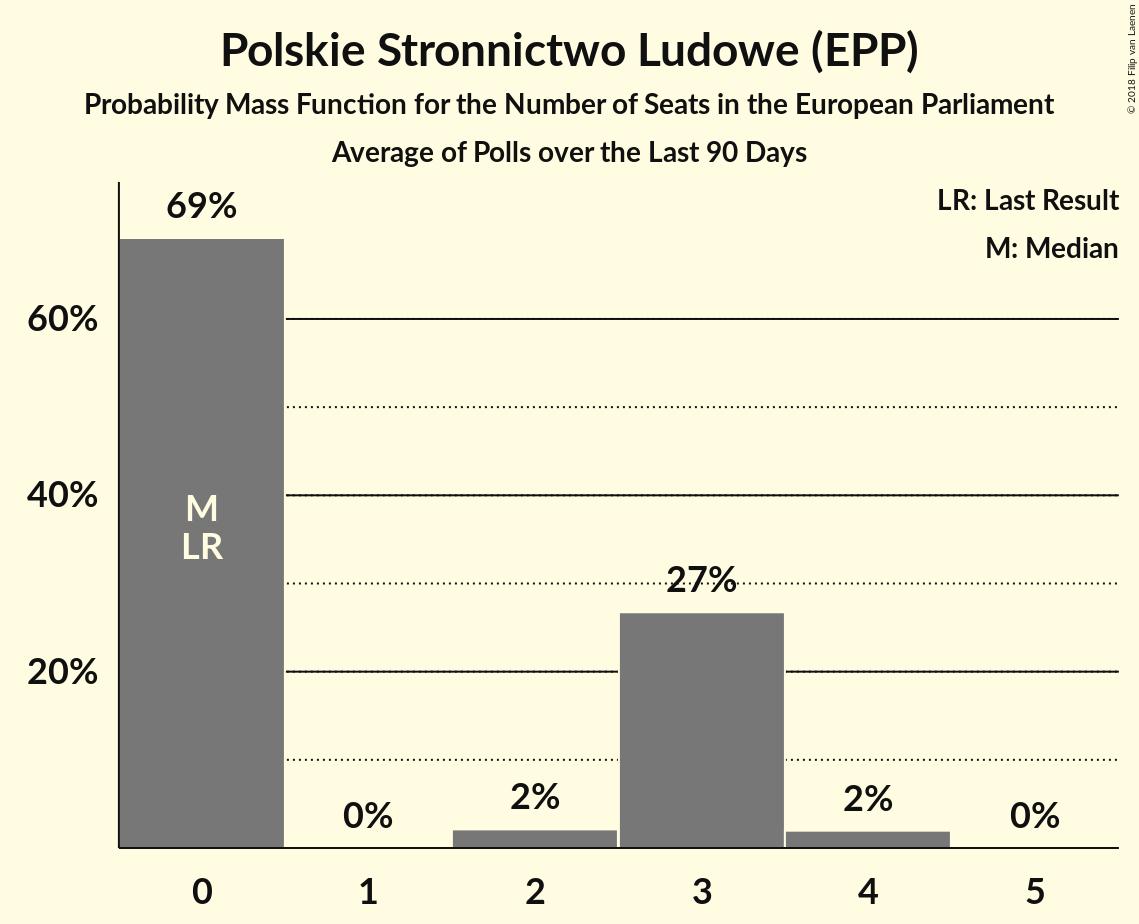 Polskie Stronnictwo Ludowe (EPP)
Probability Mass Function for the Number of Seats in the European Parliament
Average of Polls over the Last 90 Days
© 2018 Filip van Laenen
LR: Last Result
M: Median
69%
60%
40%
20%
M
LR
0%
2%
27%
2%
0%
0 1 2 3 4 5